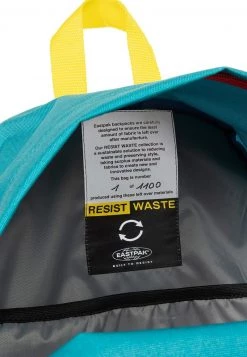 Eastpak backpacks are carefully
designed to ensure the least
amount of fabric is left over
after manufacture.
Our RESIST WASTE collection is
a sustainable solution to reducing
waste and preserving style,
taking surplus materials and
fabrics to create new and
innovative designs.
This bag is number
1 of 1100
produced using these left over materials
RESIST WASTE
EASTPAK
BUILT TO RESIST